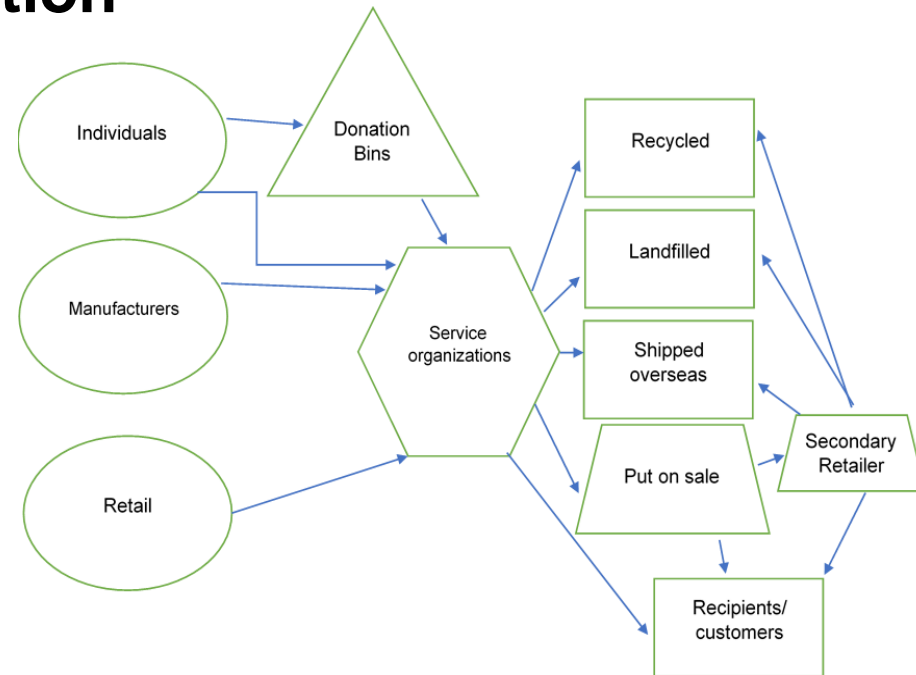 Individuals
Donation
Bins
Recycled
Landfilled
Manufacturers
Service
organizations
Shipped
overseas
Secondary
Retailer
Put on sale
Retail
Recipients/
customers